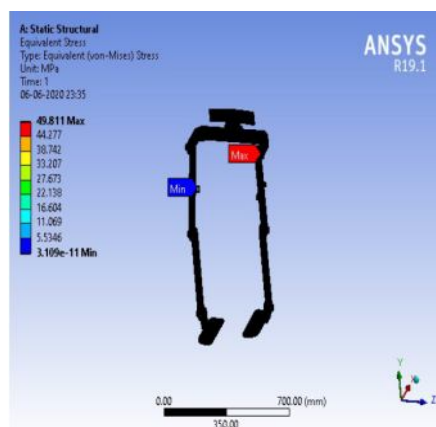 A: Static Structural
Equivalent Stress
Type: Equivalent (von-Mises) Stress
Unit: MPa
Time: 1
06-06-2020 23:35
49.811 Max
44.277
38.742
33.207
27.673
22.138
16.604
11.069
5.5346
3.109e-11 Min
ANSYS
R19.1
Max
Min
0.00
700.00 (mm)
350.00
Y
X
Z